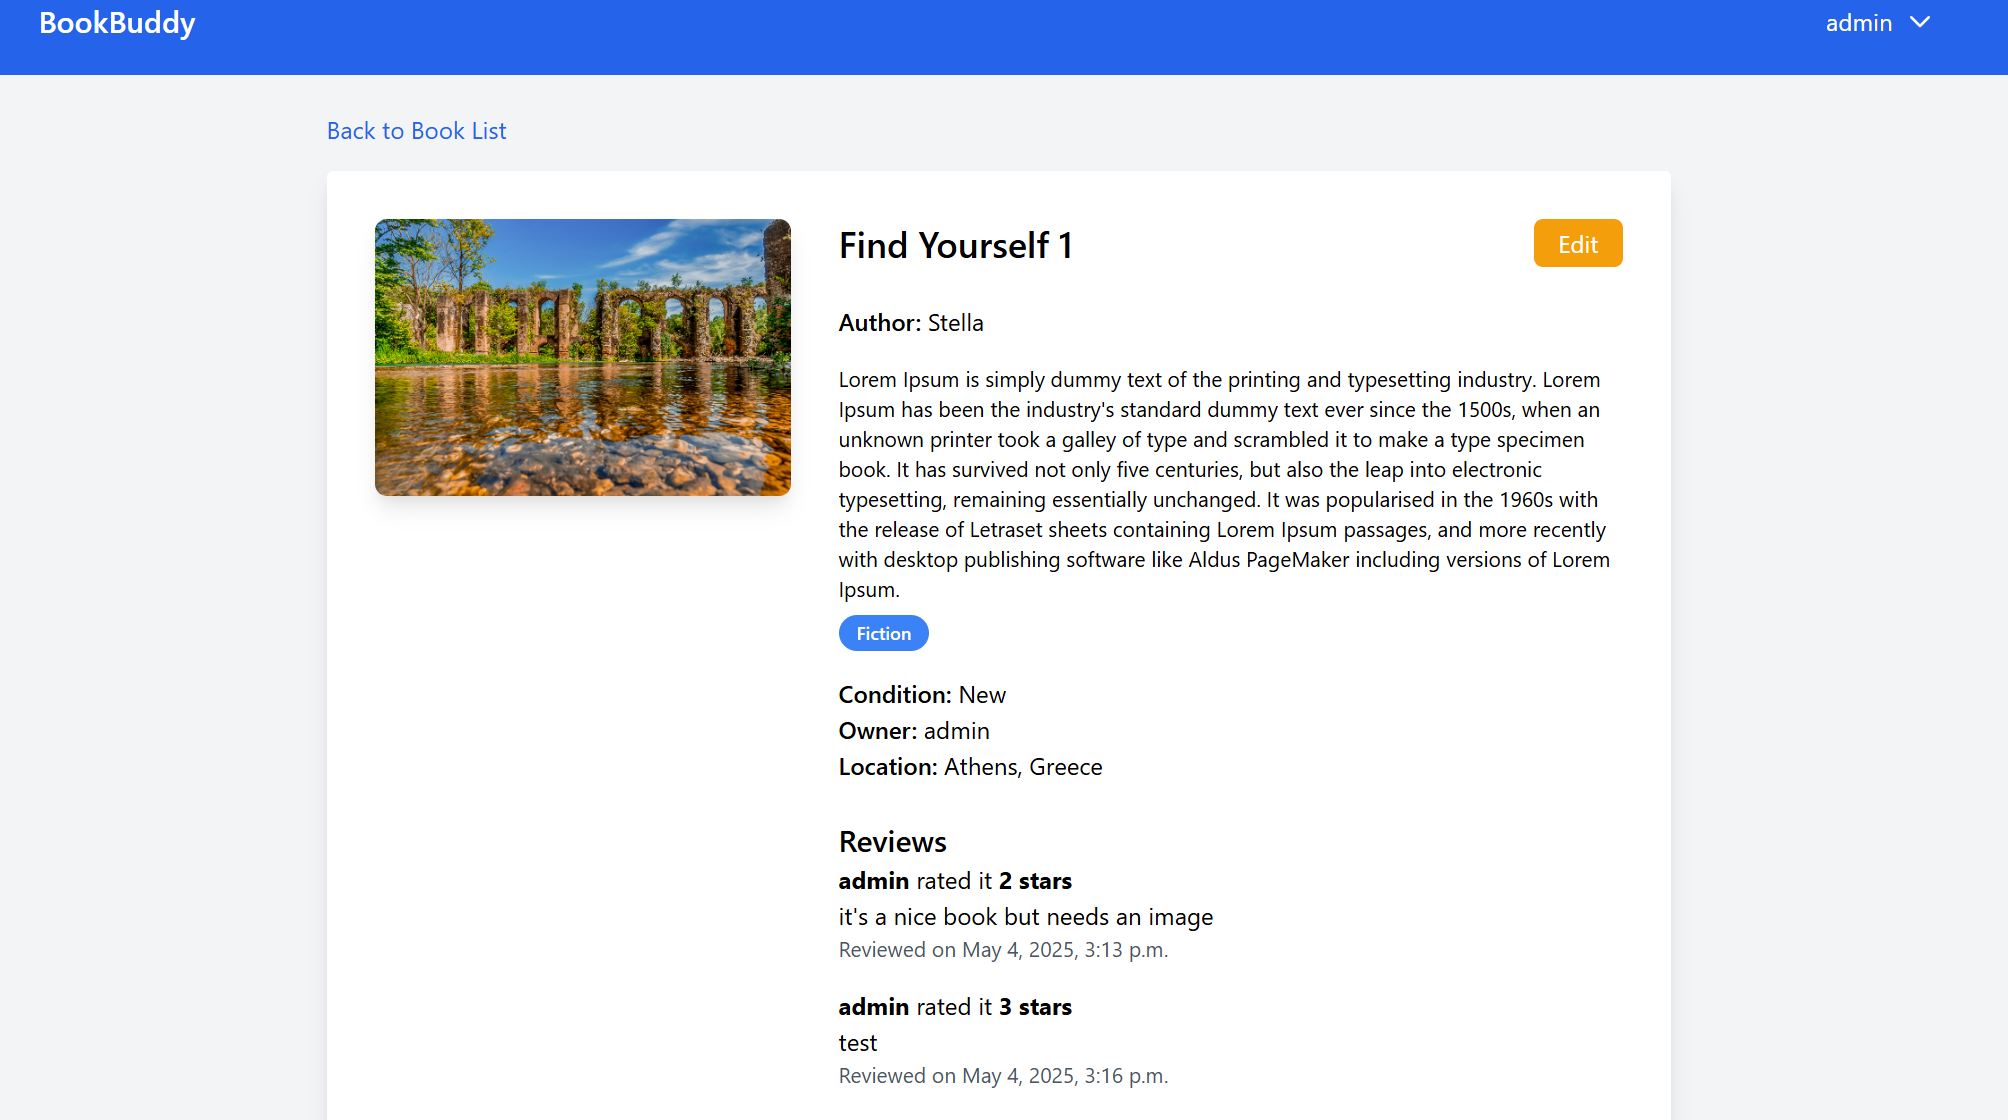 BookBuddy
admin
Back to Book List
Find Yourself 1
Edit
Author: Stella
Lorem Ipsum is simply dummy text of the printing and typesetting industry. Lorem
Ipsum has been the industry's standard dummy text ever since the 1500s, when an
unknown printer took a galley of type and scrambled it to make a type specimen
book. It has survived not only five centuries, but also the leap into electronic
typesetting, remaining essentially unchanged. It was popularised in the 1960s with
the release of Letraset sheets containing Lorem Ipsum passages, and more recently
with desktop publishing software like Aldus PageMaker including versions of Lorem
Ipsum.
Fiction
Condition: New
Owner: admin
Location: Athens, Greece
Reviews
admin rated it 2 stars
it's a nice book but needs an image
Reviewed on May 4, 2025, 3:13 p.m.
admin rated it 3 stars
test
Reviewed on May 4, 2025, 3:16 p.m.